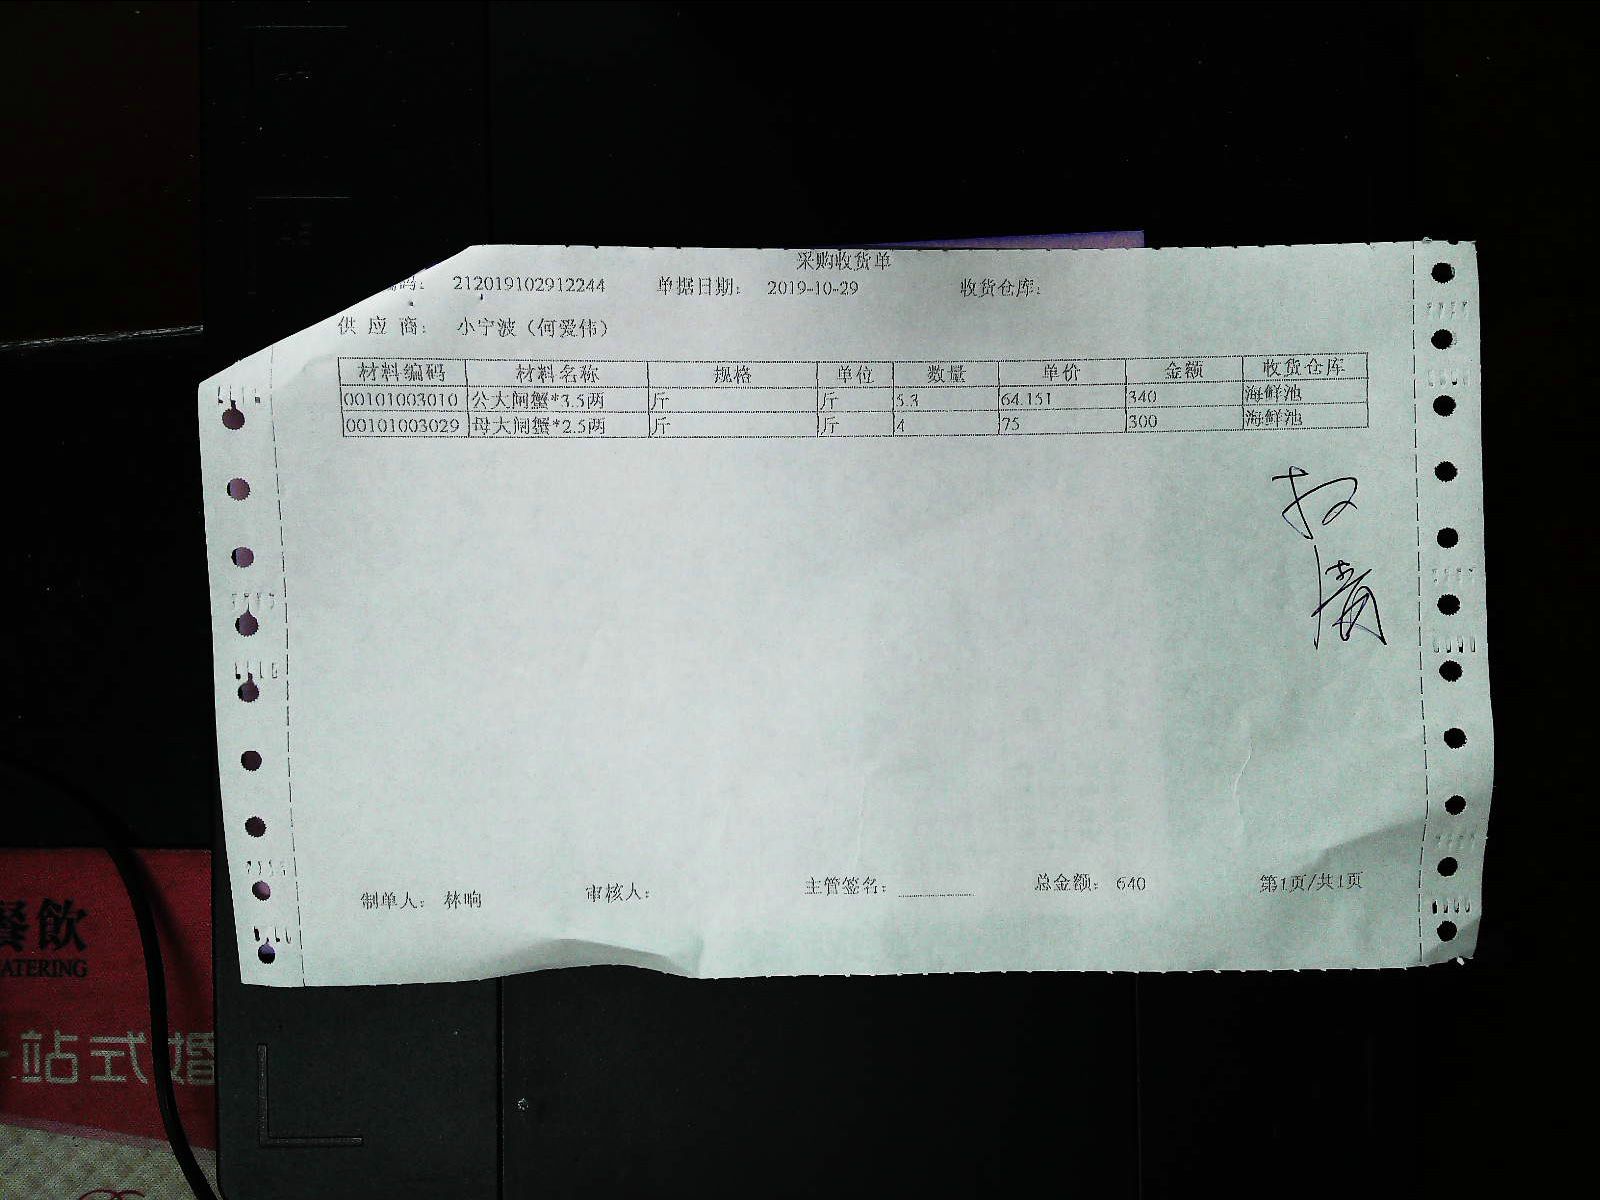 采购收货单
编码： 212019102912244 单据日期： 2019-10-29 收货仓库：
供 应 商： 小宁波（何爱伟）
材料编码 材料名称 规格 单位 数量 单价 金额 收货仓库
00101003010 公大闸蟹*3.5两 斤 斤 5.3 64.151 340 海鲜池
00101003029 母大闸蟹*2.5两 斤 斤 4 75 300 海鲜池
制单人： 林响 审核人： 主管签名： 总金额： 640 第1页/共1页
餐飲
ATERING
一站式婚